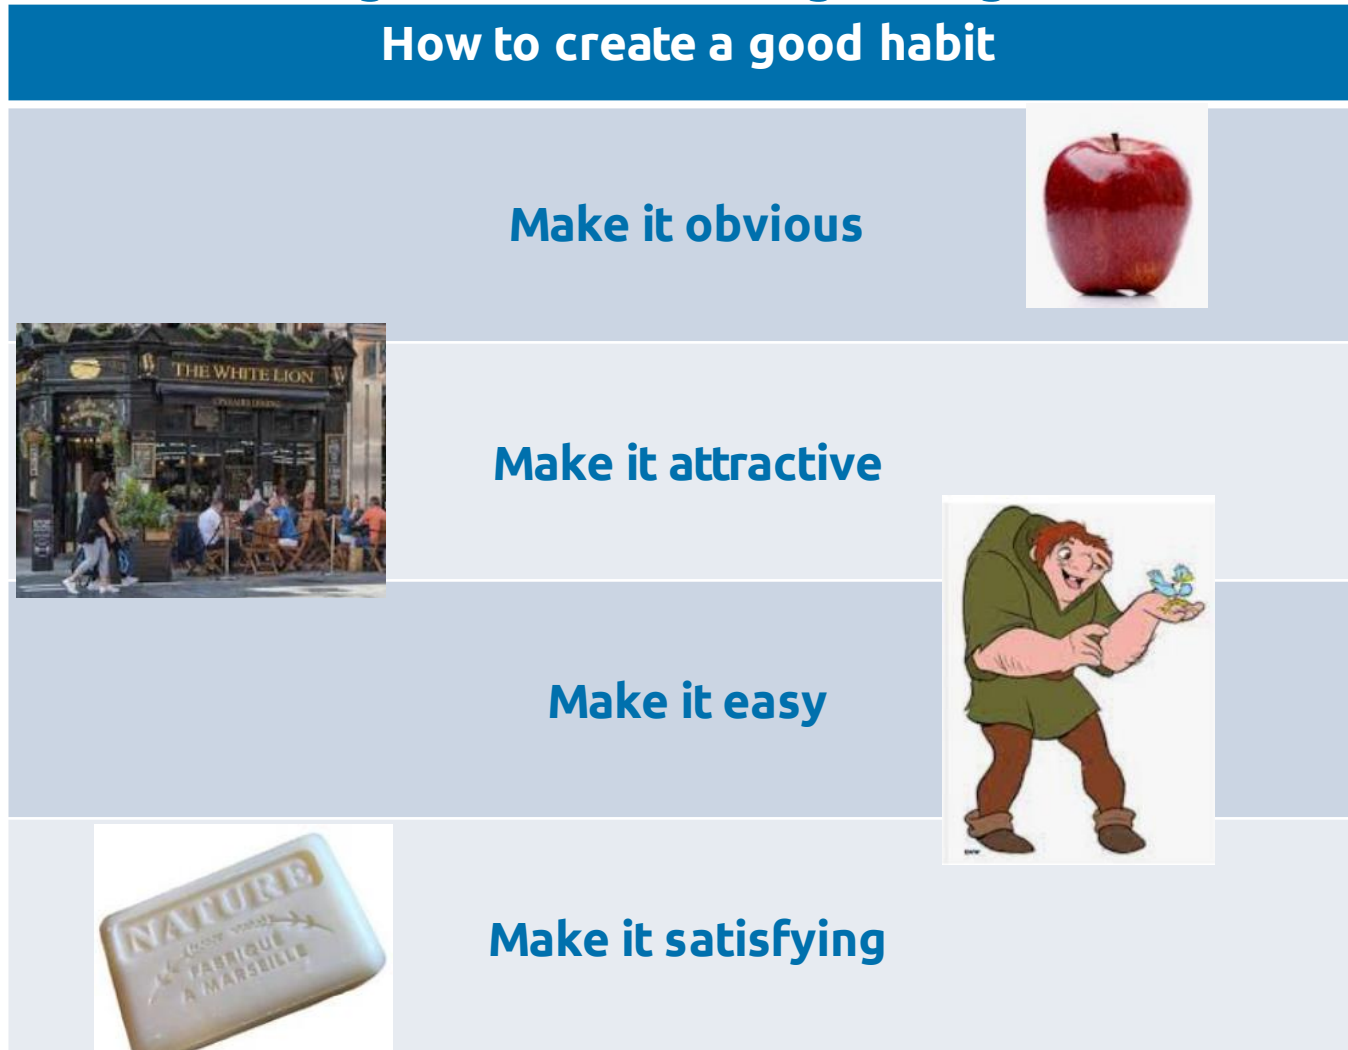 How to create a good habit
Make it obvious
THE WHITE LION
Make it attractive
Make it easy
NATURE
FABRIQUÉ
A MARSEILLE
Make it satisfying